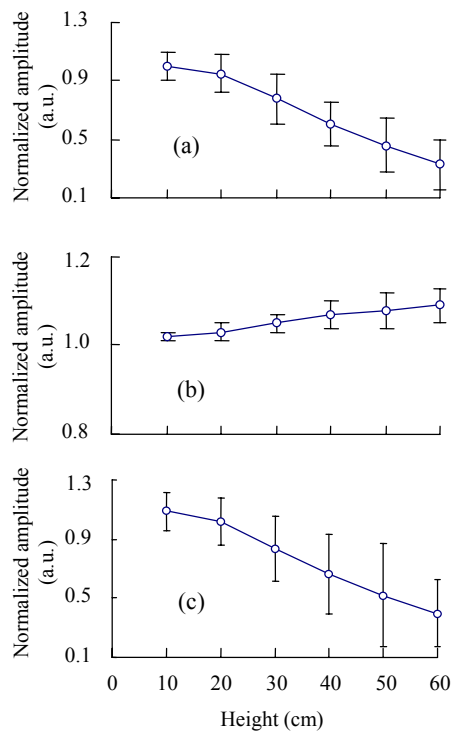 Normalized amplitude
(a.u.)
1.3
0.9
0.5
0.1
(a)
Normalized amplitude
(a.u.)
1.2
1.0
0.8
(b)
Normalized amplitude
(a.u.)
1.3
0.9
0.5
0.1
(c)
0 10 20 30 40 50 60
Height (cm)